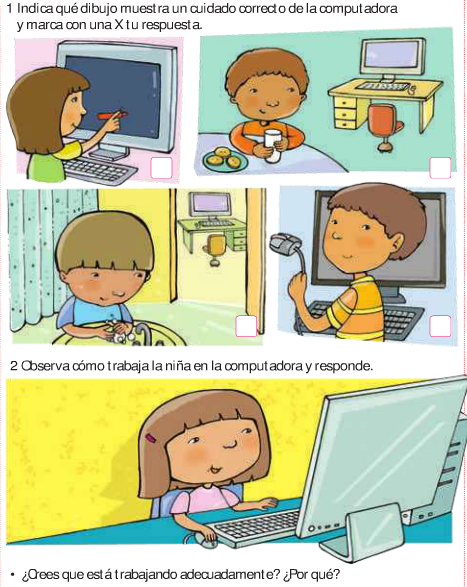 1 Indica qué dibujo muestra un cuidado correcto de la computadora
y marca con una X tu respuesta.
2 Observa cómo trabaja la niña en la computadora y responde.
• ¿Crees que está trabajando adecuadamente? ¿Por qué?